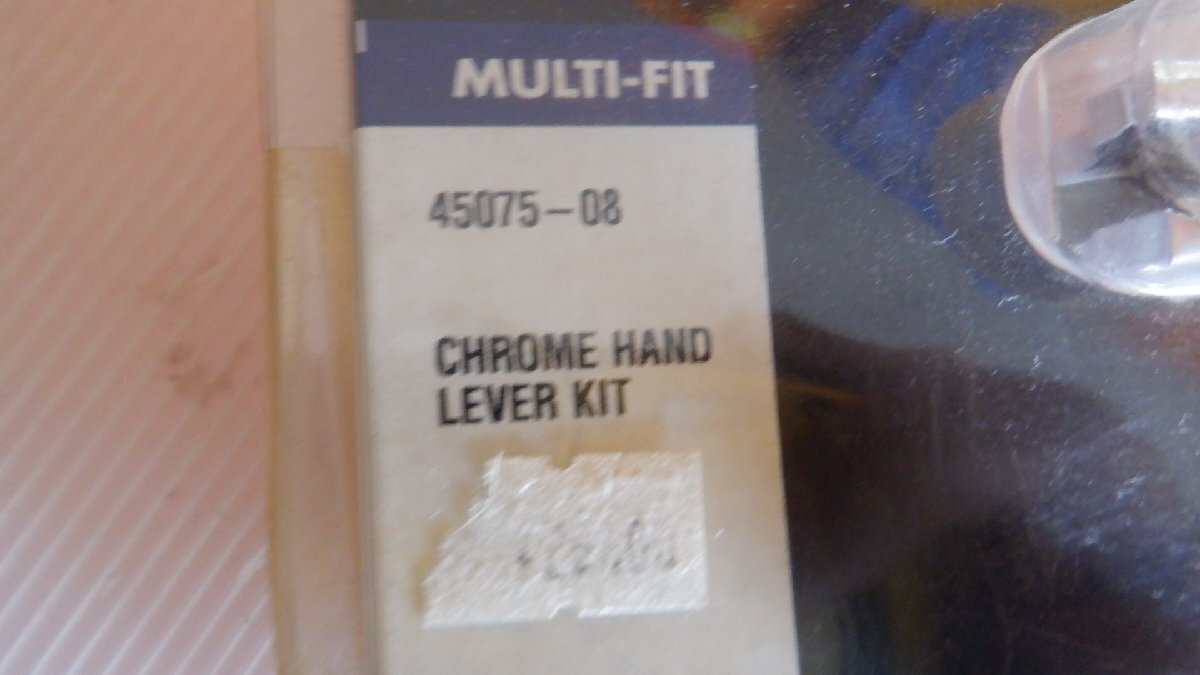 MULTI-FIT
45075-08
CHROME HAND
LEVER KIT